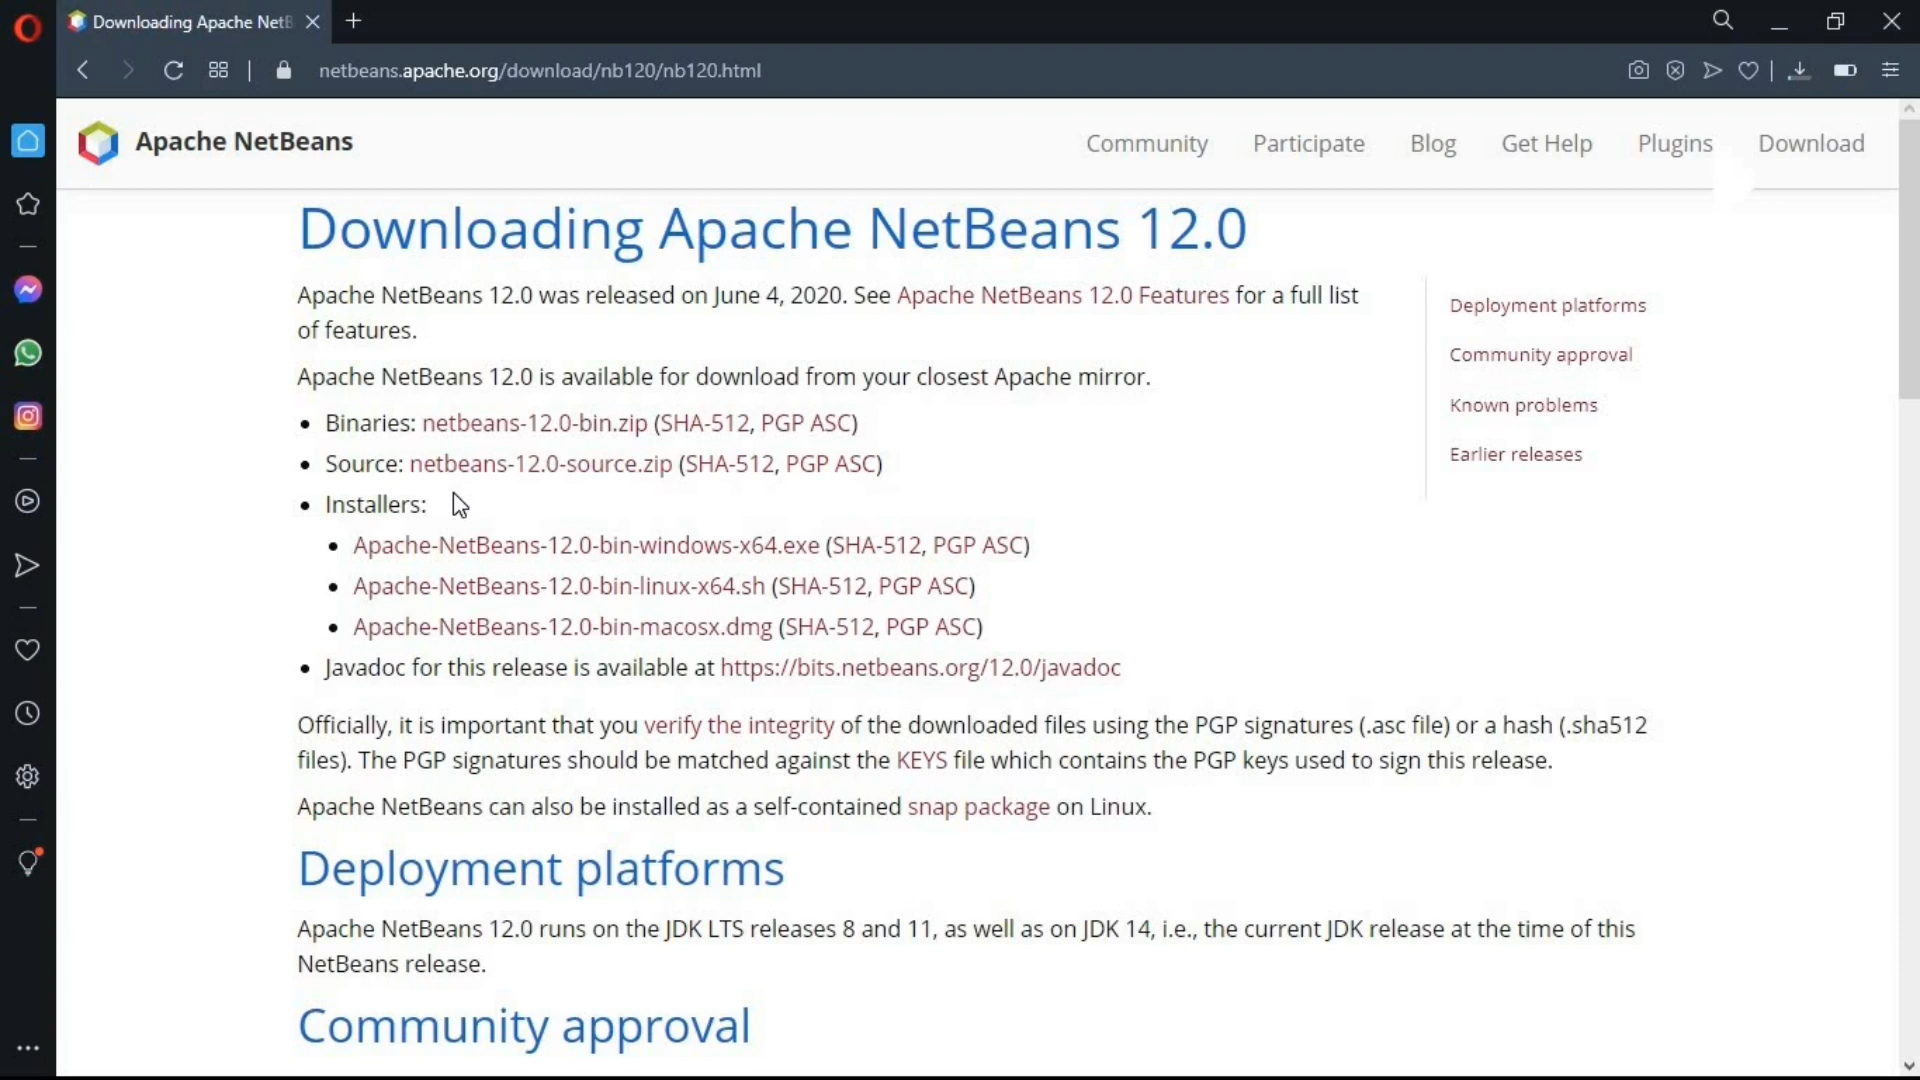 Downloading Apache NetB
netbeans.apache.org/download/nb120/nb120.html
Apache NetBeans
Community
Participate
Blog
Get Help
Plugins
Download
Downloading Apache NetBeans 12.0
Apache NetBeans 12.0 was released on June 4, 2020. See Apache NetBeans 12.0 Features for a full list
of features.
Apache NetBeans 12.0 is available for download from your closest Apache mirror.
• Binaries: netbeans-12.0-bin.zip (SHA-512, PGP ASC)
• Source: netbeans-12.0-source.zip (SHA-512, PGP ASC)
• Installers:
• Apache-NetBeans-12.0-bin-windows-x64.exe (SHA-512, PGP ASC)
• Apache-NetBeans-12.0-bin-linux-x64.sh (SHA-512, PGP ASC)
• Apache-NetBeans-12.0-bin-macosx.dmg (SHA-512, PGP ASC)
• Javadoc for this release is available at https://bits.netbeans.org/12.0/javadoc
Officially, it is important that you verify the integrity of the downloaded files using the PGP signatures (.asc file) or a hash (.sha512
files). The PGP signatures should be matched against the KEYS file which contains the PGP keys used to sign this release.
Apache NetBeans can also be installed as a self-contained snap package on Linux.
Deployment platforms
Apache NetBeans 12.0 runs on the JDK LTS releases 8 and 11, as well as on JDK 14, i.e., the current JDK release at the time of this
NetBeans release.
Community approval
Deployment platforms
Community approval
Known problems
Earlier releases